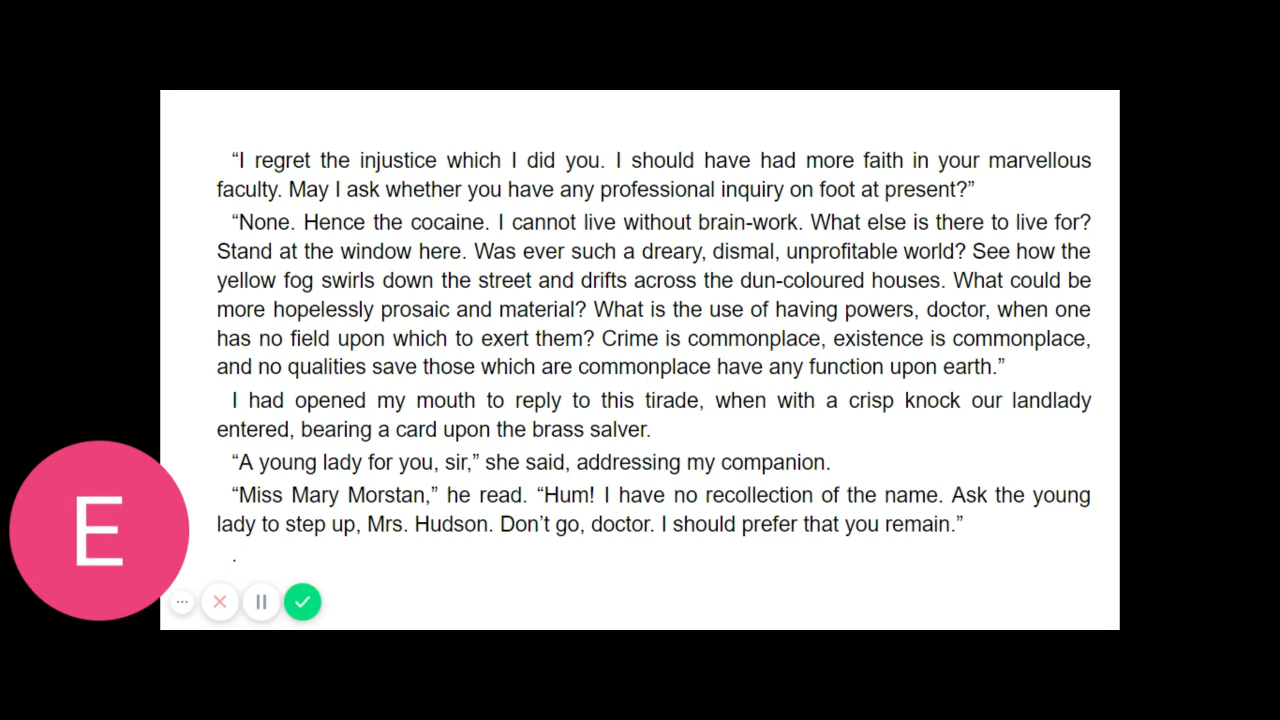 “I regret the injustice which I did you. I should have had more faith in your marvellous
faculty. May I ask whether you have any professional inquiry on foot at present?”
“None. Hence the cocaine. I cannot live without brain-work. What else is there to live for?
Stand at the window here. Was ever such a dreary, dismal, unprofitable world? See how the
yellow fog swirls down the street and drifts across the dun-coloured houses. What could be
more hopelessly prosaic and material? What is the use of having powers, doctor, when one
has no field upon which to exert them? Crime is commonplace, existence is commonplace,
and no qualities save those which are commonplace have any function upon earth.”
I had opened my mouth to reply to this tirade, when with a crisp knock our landlady
entered, bearing a card upon the brass salver.
“A young lady for you, sir,” she said, addressing my companion.
“Miss Mary Morstan,” he read. “Hum! I have no recollection of the name. Ask the young
lady to step up, Mrs. Hudson. Don’t go, doctor. I should prefer that you remain.”
.
E